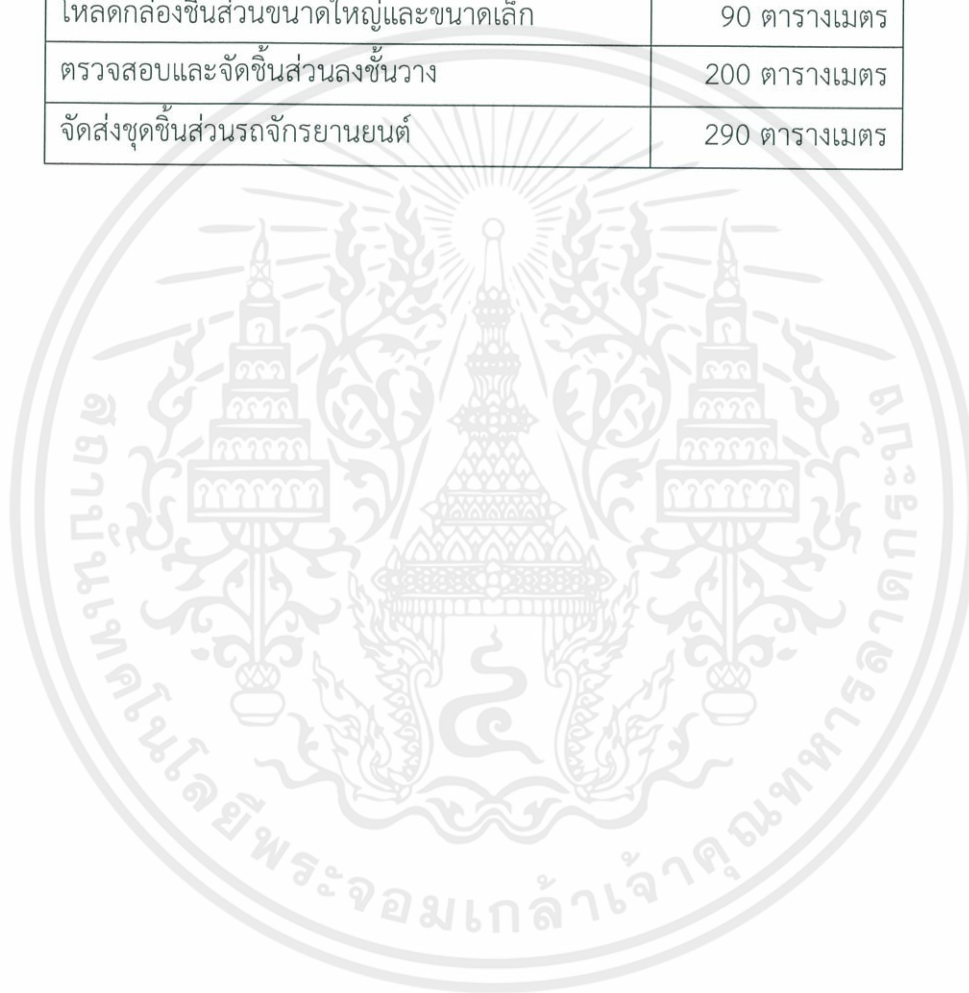 โหลดกล่องชิ้นส่วนขนาดใหญ่และขนาดเล็ก 90 ตารางเมตร
ตรวจสอบและจัดชิ้นส่วนลงชั้นวาง 200 ตารางเมตร
จัดส่งชุดชิ้นส่วนรถจักรยานยนต์ 290 ตารางเมตร
สถาบันเทคโนโลยีพระจอมเกล้าเจ้าคุณทหารลาดกระบัง